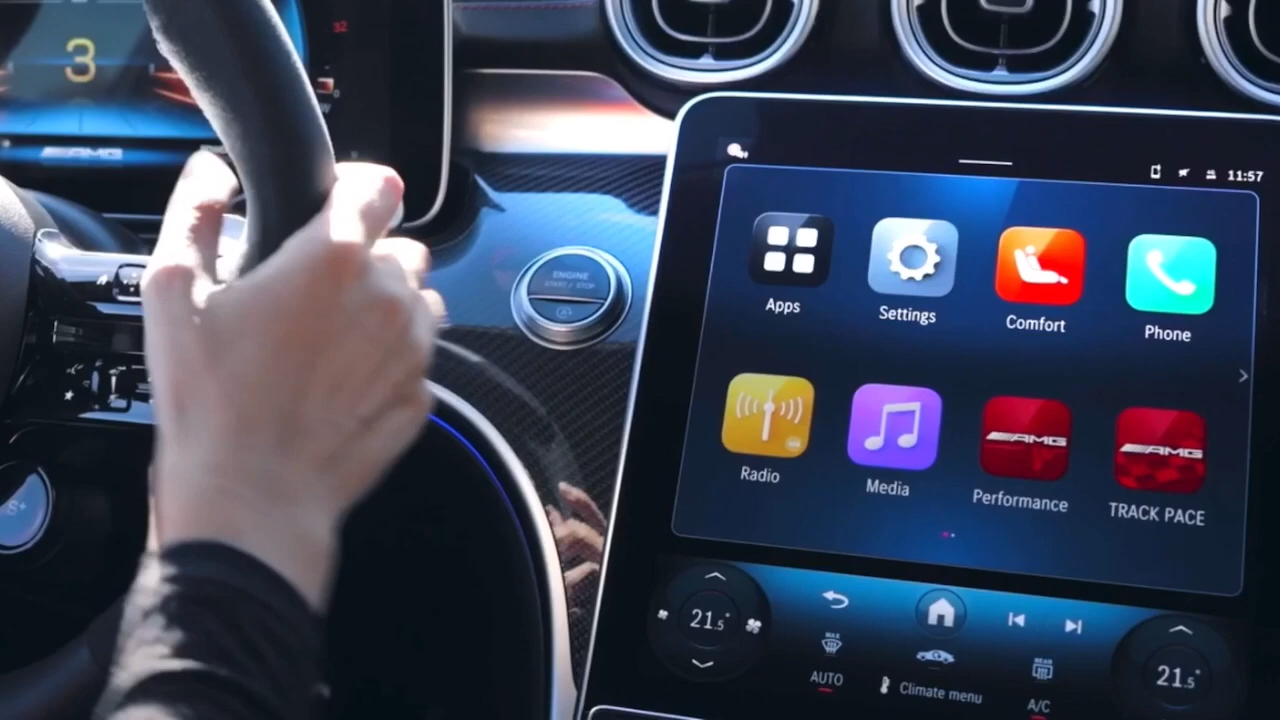 3
32
0
AMG
S+
ENGINE
START / STOP
11:57
Apps
Settings
Comfort
Phone
Radio
Media
AMG
Performance
AMG
TRACK PACE
21.5°
MAX
AUTO
Climate menu
REAR
A/C
21.5°